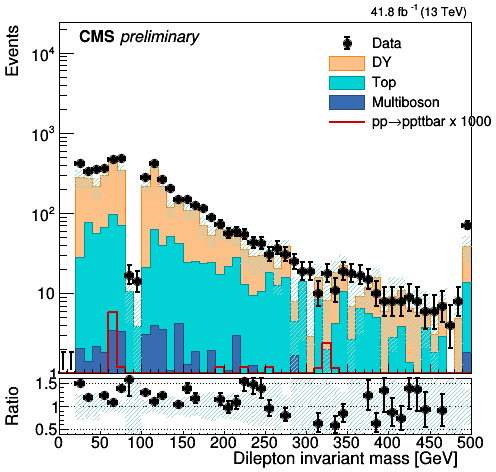 41.8 fb⁻¹ (13 TeV)
CMS preliminary
Data
DY
Top
Multiboson
pp→ppttbar x 1000
Events
10⁴
10³
10²
10
1
Ratio
1.5
1
0.5
0 50 100 150 200 250 300 350 400 450 500
Dilepton invariant mass [GeV]